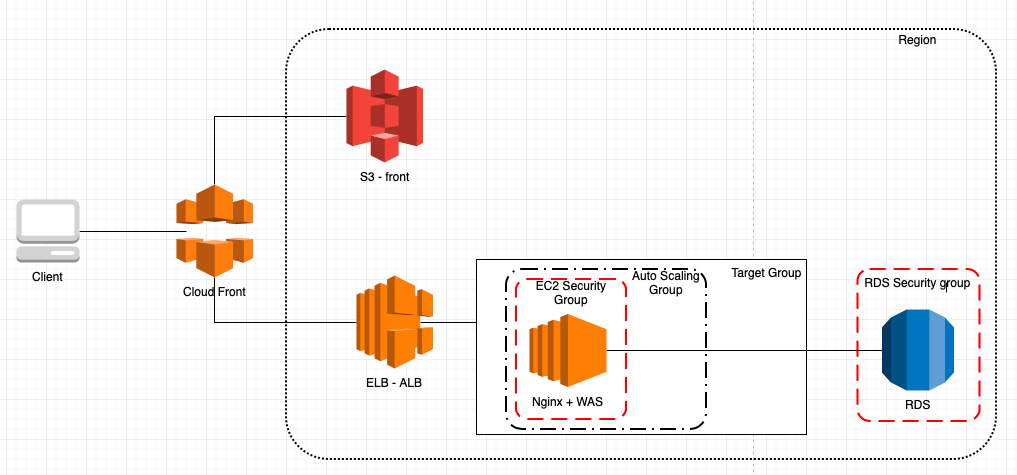 Region
S3 - front
Client
Cloud Front
ELB - ALB
Target Group
Auto Scaling
Group
EC2 Security
Group
Nginx + WAS
RDS Security group
RDS